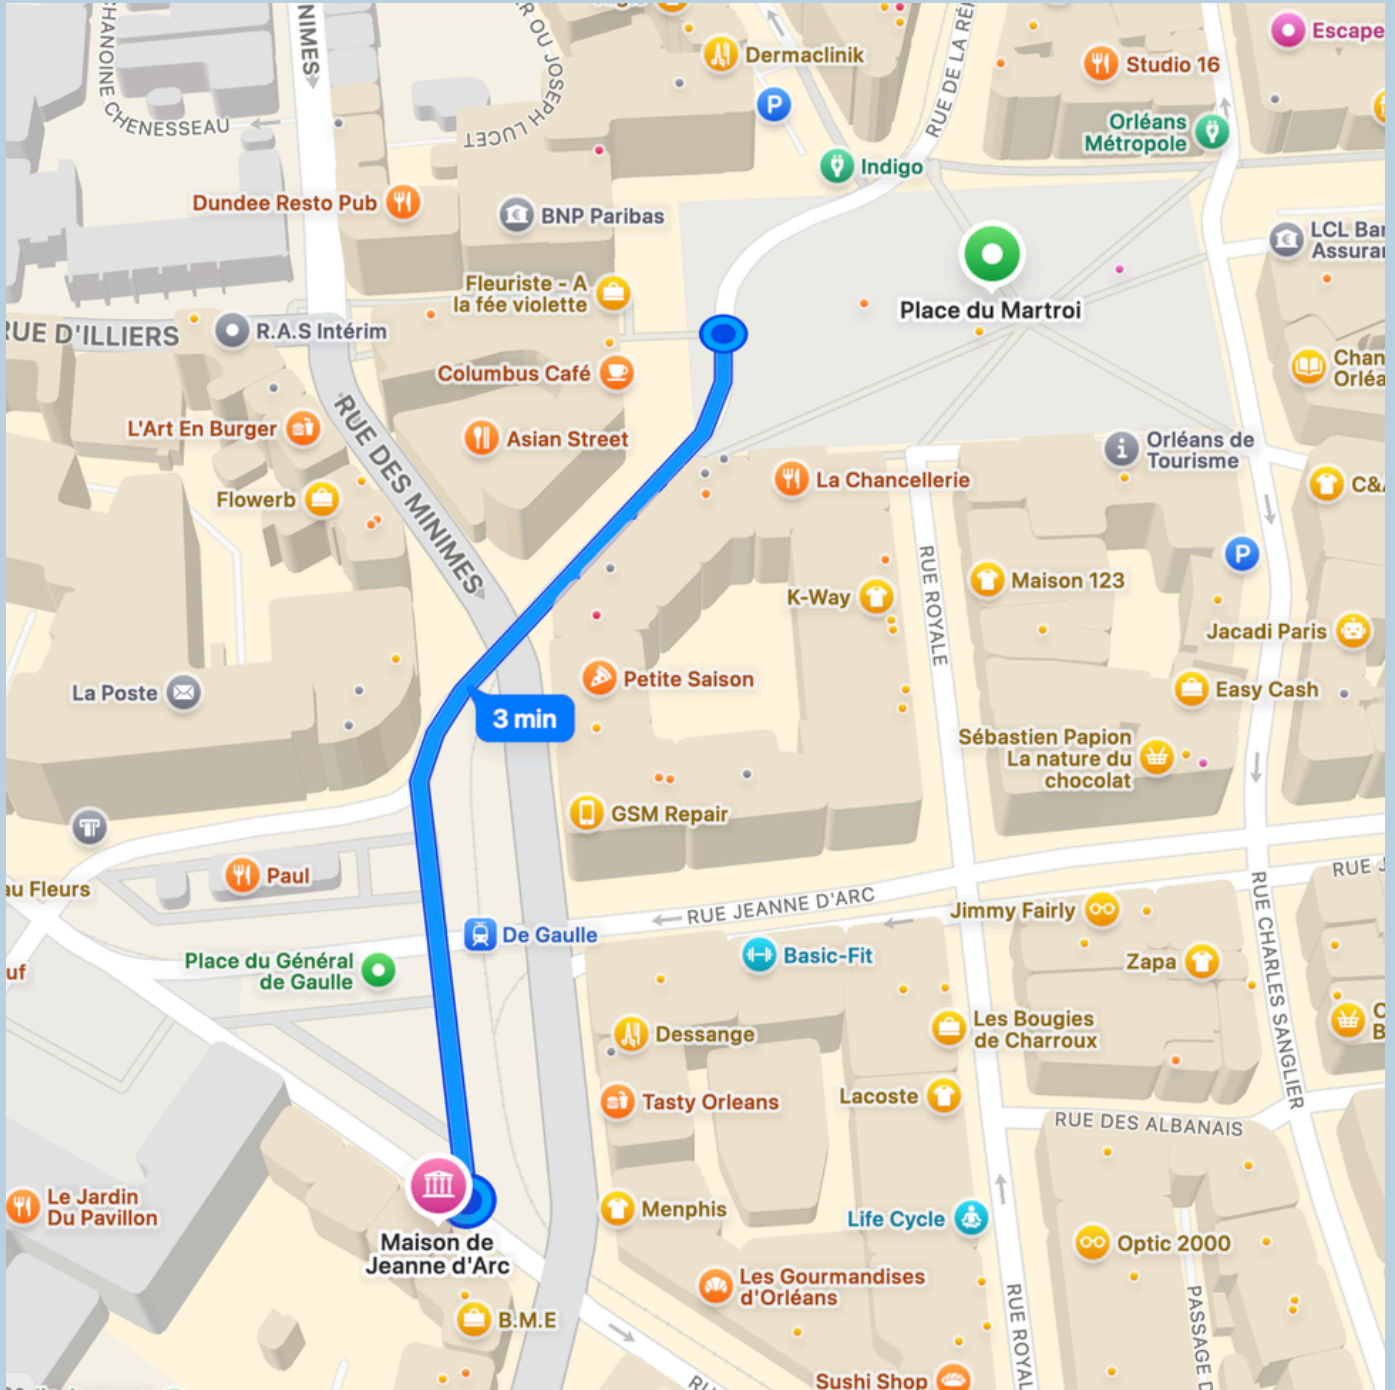 CHANOINE CHENESSEAU
NIMES
R OU JOSEPH LUCET
Dermaclinik
P
RUE DE LA RÉ
Escape
Studio 16
Orléans
Métropole
Indigo
Dundee Resto Pub
BNP Paribas
LCL Ban
Assura
Fleuriste - A
la fée violette
Place du Martroi
RUE D'ILLIERS
R.A.S Intérim
Columbus Café
Chan
Orléa
L'Art En Burger
Asian Street
Orléans de
Tourisme
RUE DES MINIMES
La Chancellerie
C&A
Flowerb
P
RUE ROYALE
K-Way
Maison 123
Jacadi Paris
La Poste
Petite Saison
Easy Cash
3 min
Sébastien Papion
La nature du
chocolat
GSM Repair
Paul
au Fleurs
RUE J
RUE JEANNE D'ARC
Jimmy Fairly
De Gaulle
Basic-Fit
Zapa
RUE CHARLES SANGLIER
Place du Général
de Gaulle
uf
Dessange
Les Bougies
de Charroux
C
B
Tasty Orleans
Lacoste
RUE DES ALBANAIS
Le Jardin
Du Pavillon
Menphis
Life Cycle
Optic 2000
Maison de
Jeanne d'Arc
Les Gourmandises
d'Orléans
B.M.E
RUE ROYAL
PASSAGE D
Sushi Shop
RU